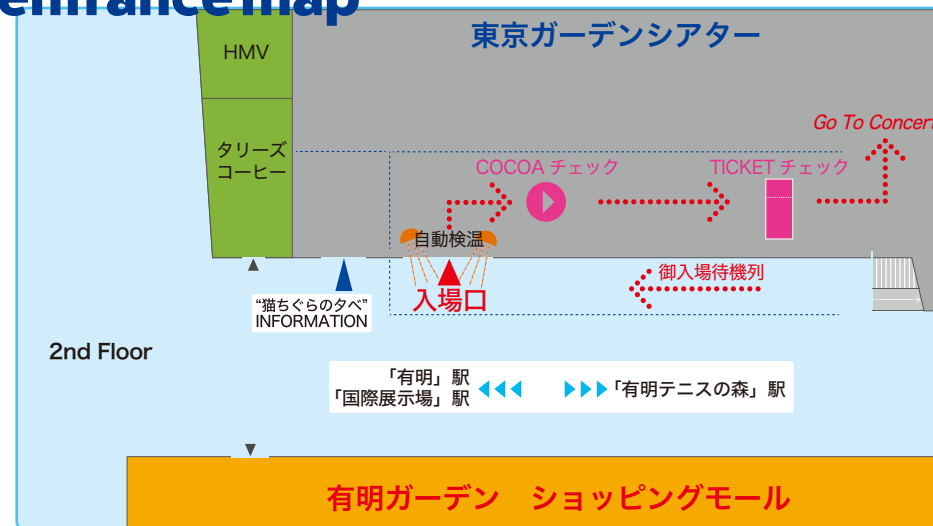 entrance map
東京ガーデンシアター
HMV
Go To Concert
タリーズ
コーヒー
COCOA チェック
TICKET チェック
自動検温
御入場待機列
入場口
“猫ちぐらの夕べ”
INFORMATION
2nd Floor
「有明」駅
「国際展示場」駅
「有明テニスの森」駅
有明ガーデン　ショッピングモール